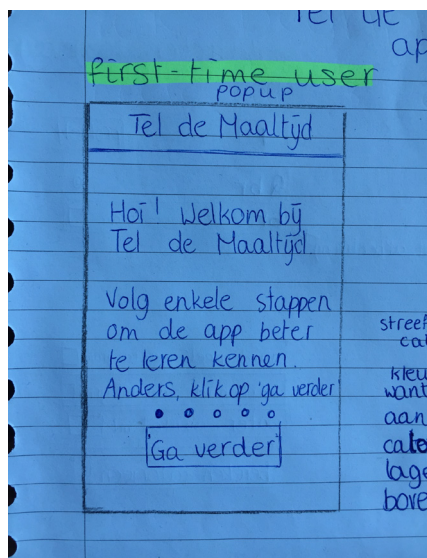 Tel de
ap
first-time user
popup
Tel de Maaltijd
Hoi! Welkom bij
Tel de Maaltijd
Volg enkele stappen
om de app beter
te leren kennen.
Anders, klik op 'ga verder'
'Ga verder'
streef
cal
kleu
want
aan
calo
lage
bove